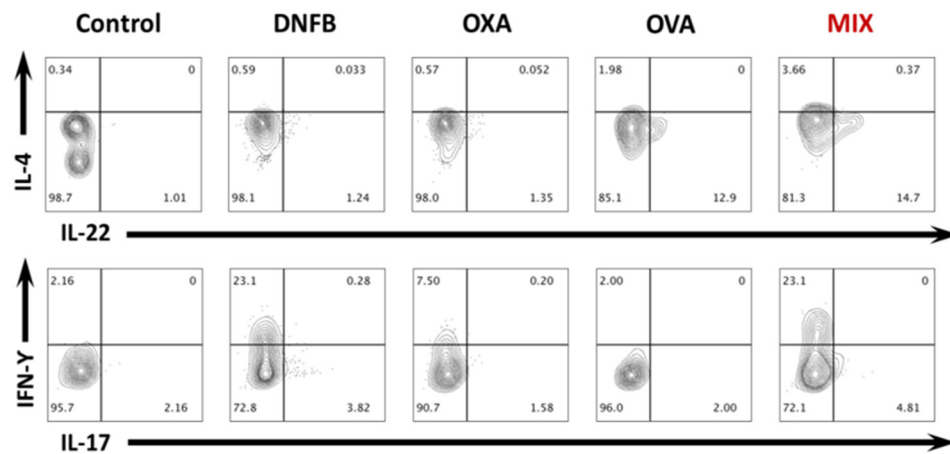 Control DNFB OXA OVA MIX
0.34 0 0.59 0.033 0.57 0.052 1.98 0 3.66 0.37
IL-4
98.7 1.01 98.1 1.24 98.0 1.35 85.1 12.9 81.3 14.7
IL-22
2.16 0 23.1 0.28 7.50 0.20 2.00 0 23.1 0
IFN-Y
95.7 2.16 72.8 3.82 90.7 1.58 96.0 2.00 72.1 4.81
IL-17